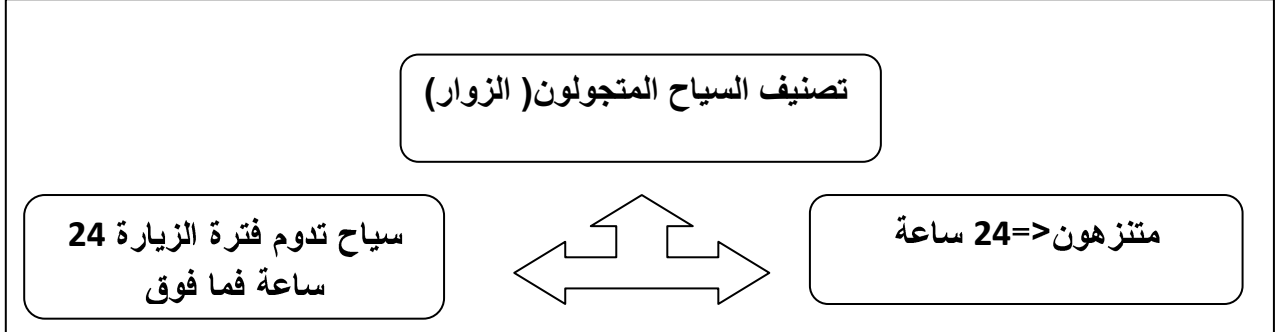 تصنيف السياح المتجولون( الزوار)
متنزهون<=24 ساعة
سياح تدوم فترة الزيارة 24
ساعة فما فوق